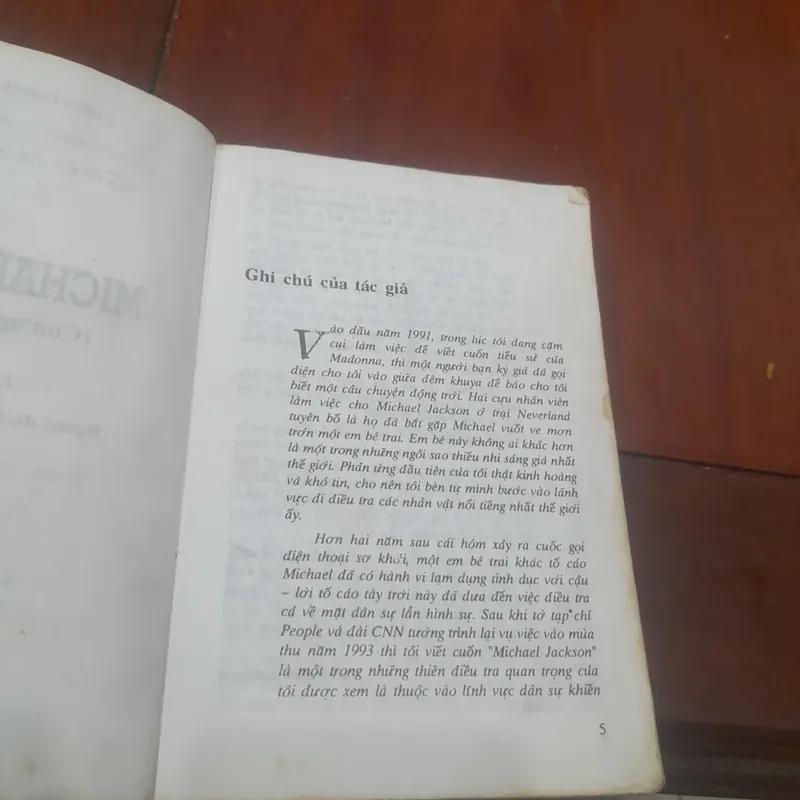 Ghi chú của tác giả
Vào đầu năm 1991, trong lúc tôi đang cặm
cụi làm việc để viết cuốn tiểu sử của
Madonna, thì một người bạn ký giả đã gọi
điện cho tôi vào giữa đêm khuya để báo cho tôi
biết một câu chuyện động trời. Hai cựu nhân viên
làm việc cho Michael Jackson ở trại Neverland
tuyên bố là họ đã bắt gặp Michael vuốt ve mơn
trơn một em bé trai. Em bé này không ai khác hơn
là một trong những ngôi sao thiếu nhi sáng giá nhất
thế giới. Phản ứng đầu tiên của tôi thật kinh hoàng
và khó tin, cho nên tôi bèn tự mình bước vào lãnh
vực đi điều tra các nhân vật nổi tiếng nhất thế giới
ấy.
Hơn hai năm sau cái hôm xảy ra cuốc gọi
điện thoại sơ khởi, một em bé trai khác tố cáo
Michael đã có hành vi lạm dụng tình dục với cậu
– lời tố cáo tày trời này đã đưa đến việc điều tra
cả về mặt dân sự lẫn hình sự. Sau khi tờ tạp chí
People và đài CNN tường trình lại vụ việc vào mùa
thu năm 1993 thì tôi viết cuốn "Michael Jackson"
là một trong những thiên điều tra quan trọng của
tôi được xem là thuộc vào lĩnh vực dân sự khiến
5